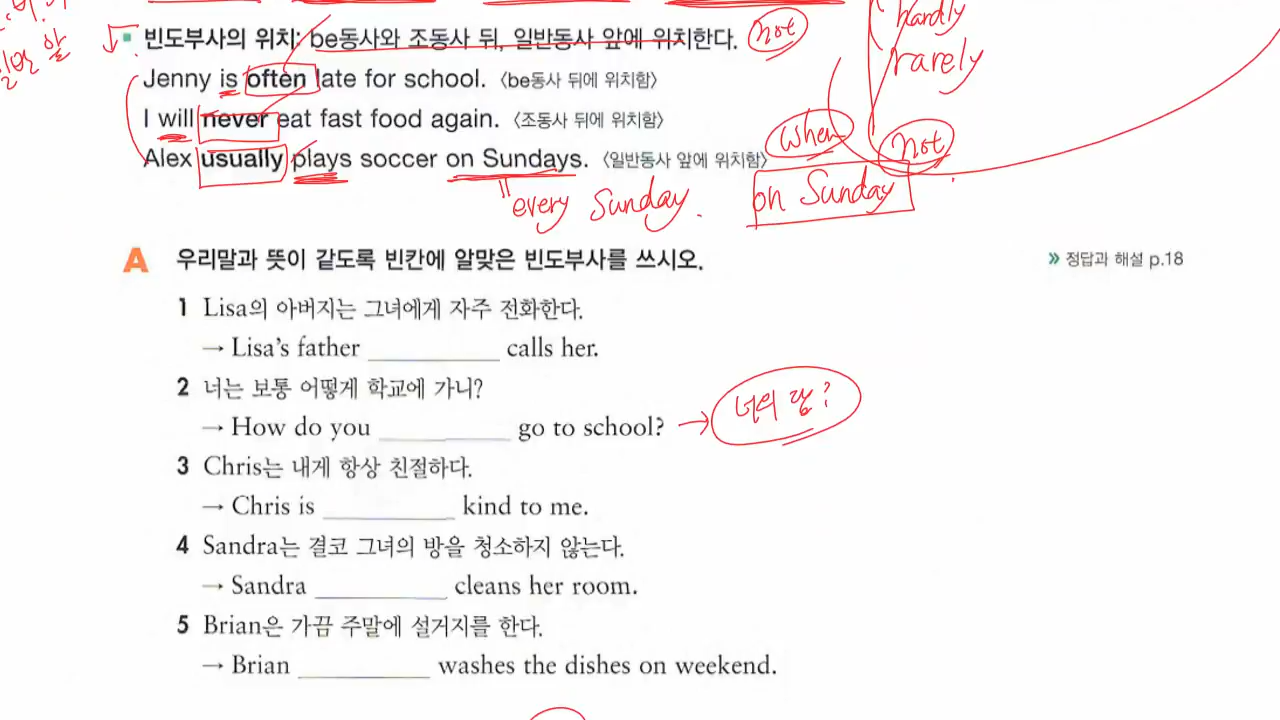 hardly
빈도부사의 위치: be동사와 조동사 뒤, 일반동사 앞에 위치한다. not
rarely
Jenny is often late for school. 〈be동사 뒤에 위치함〉
I will never eat fast food again. 〈조동사 뒤에 위치함〉
when not
Alex usually plays soccer on Sundays. 〈일반동사 앞에 위치함〉
every Sunday. on Sunday
A 우리말과 뜻이 같도록 빈칸에 알맞은 빈도부사를 쓰시오. » 정답과 해설 p.18
1 Lisa의 아버지는 그녀에게 자주 전화한다.
→ Lisa's father __________ calls her.
2 너는 보통 어떻게 학교에 가니?
→ How do you __________ go to school? →
3 Chris는 내게 항상 친절하다.
→ Chris is __________ kind to me.
4 Sandra는 결코 그녀의 방을 청소하지 않는다.
→ Sandra __________ cleans her room.
5 Brian은 가끔 주말에 설거지를 한다.
→ Brian __________ washes the dishes on weekend.